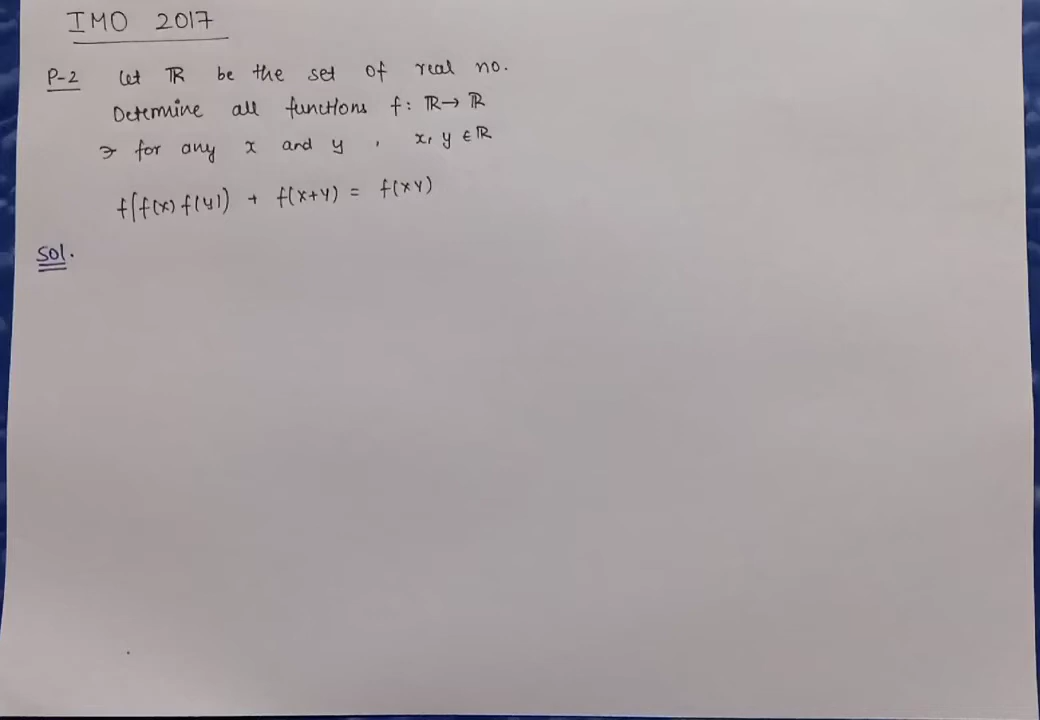 IMO 2017
P-2 Let ℝ be the set of real no.
Determine all functions f: ℝ→ ℝ
∋ for any x and y , x, y ∈ ℝ
f(f(x) f(y)) + f(x+y) = f(xy)
Sol.